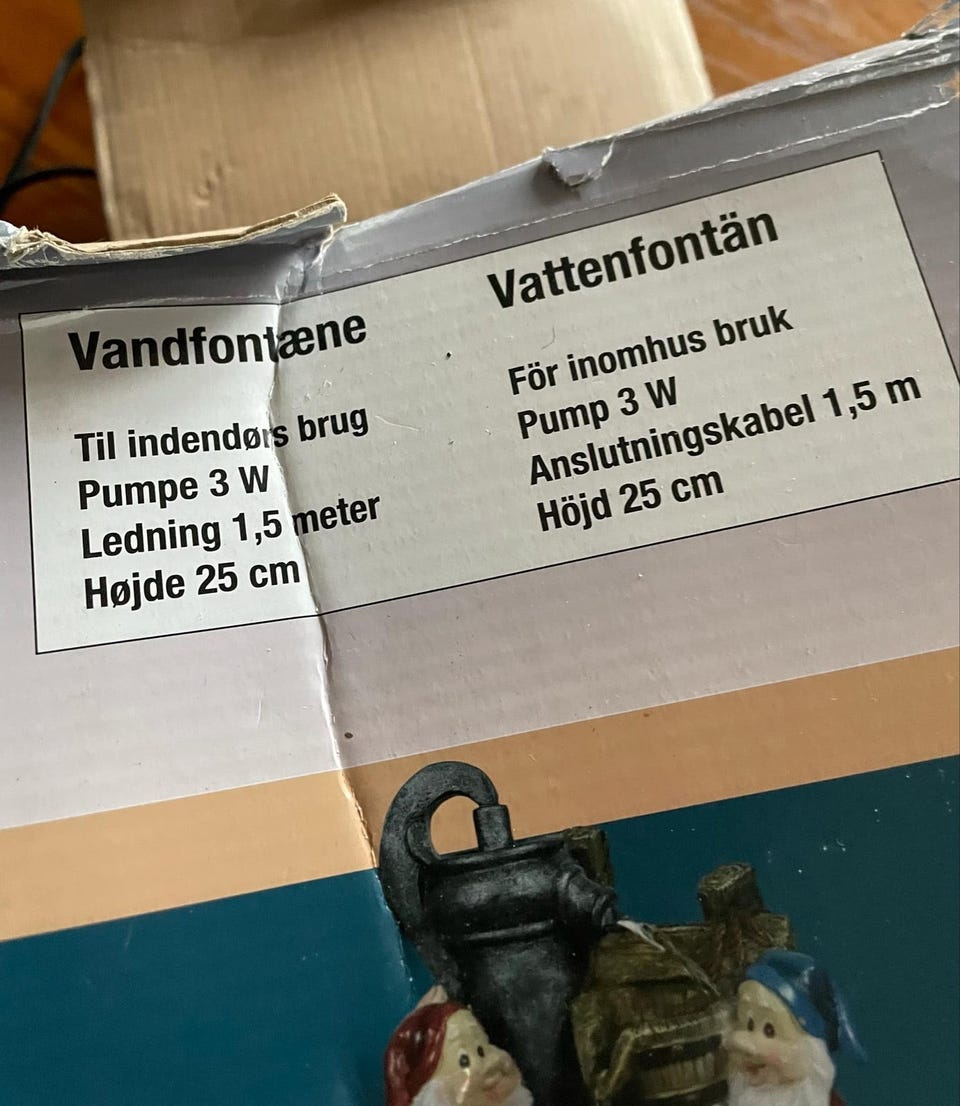 Vandfontæne
Til indendørs brug
Pumpe 3 W
Ledning 1,5 meter
Højde 25 cm
Vattenfontän
För inomhus bruk
Pump 3 W
Anslutningskabel 1,5 m
Höjd 25 cm